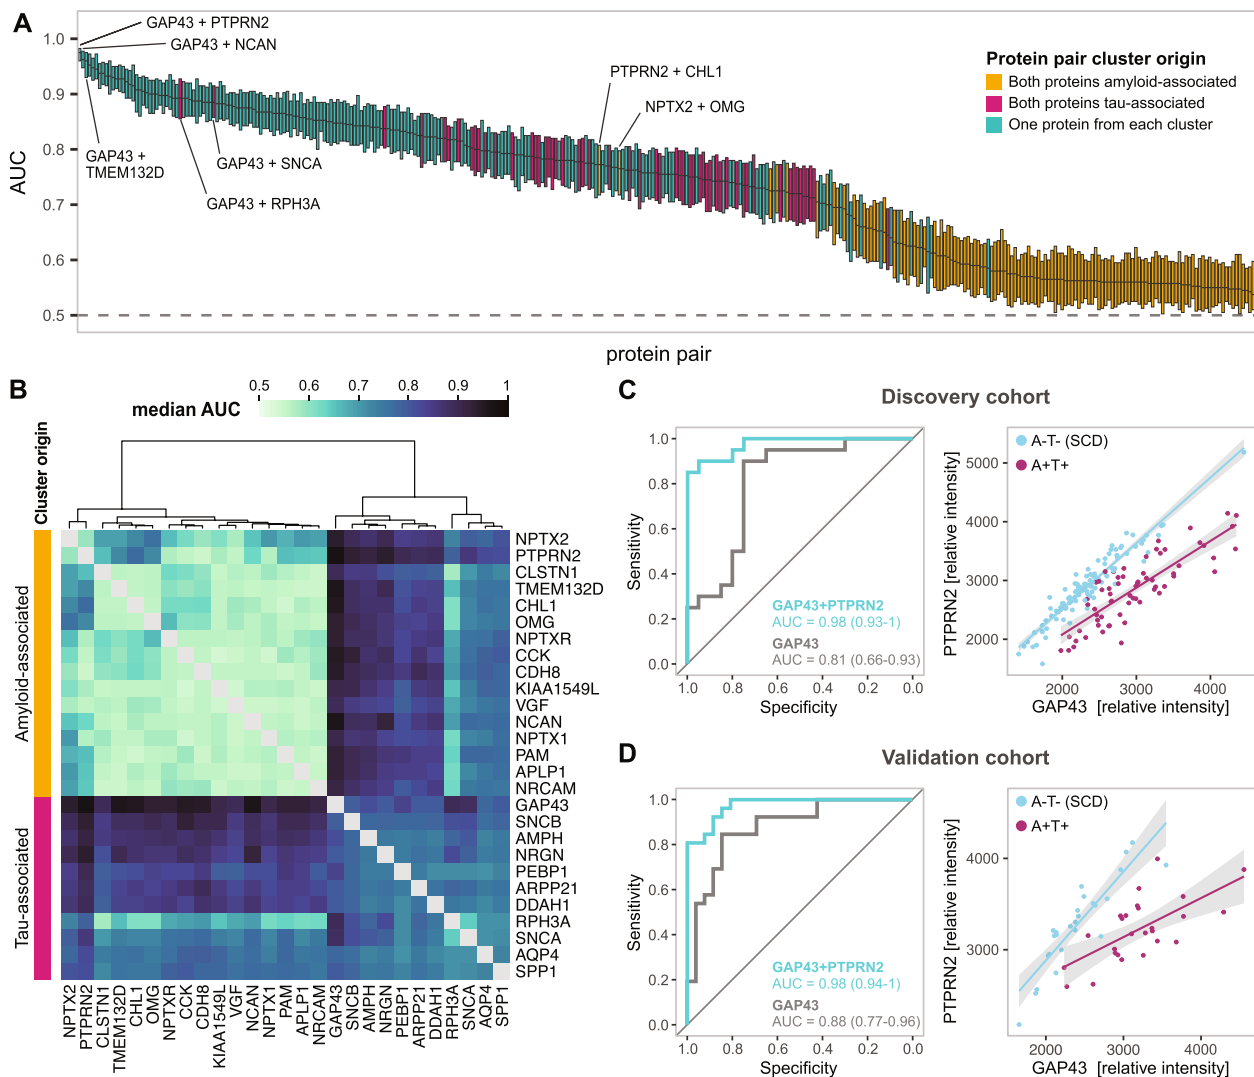 A
GAP43 + PTPRN2
GAP43 + NCAN
GAP43 +
TMEM132D
GAP43 + SNCA
GAP43 + RPH3A
PTPRN2 + CHL1
NPTX2 + OMG
Protein pair cluster origin
Both proteins amyloid-associated
Both proteins tau-associated
One protein from each cluster
AUC
1.0
0.9
0.8
0.7
0.6
0.5
protein pair
B
median AUC
0.5 0.6 0.7 0.8 0.9 1
Cluster origin
Amyloid-associated
Tau-associated
NPTX2
PTPRN2
CLSTN1
TMEM132D
CHL1
OMG
NPTXR
CCK
CDH8
KIAA1549L
VGF
NCAN
NPTX1
PAM
APLP1
NRCAM
GAP43
SNCB
AMPH
NRGN
PEBP1
ARPP21
DDAH1
RPH3A
SNCA
AQP4
SPP1
NPTX2
PTPRN2
CLSTN1
TMEM132D
CHL1
OMG
NPTXR
CCK
CDH8
KIAA1549L
VGF
NCAN
NPTX1
PAM
APLP1
NRCAM
GAP43
SNCB
AMPH
NRGN
PEBP1
ARPP21
DDAH1
RPH3A
SNCA
AQP4
SPP1
C
Discovery cohort
Sensitivity
1.0
0.8
0.6
0.4
0.2
0.0
GAP43+PTPRN2
AUC = 0.98 (0.93-1)
GAP43
AUC = 0.81 (0.66-0.93)
1.0 0.8 0.6 0.4 0.2 0.0
Specificity
PTPRN2 [relative intensity]
A-T- (SCD)
A+T+
5000
4000
3000
2000
2000 3000 4000
GAP43 [relative intensity]
D
Validation cohort
Sensitivity
1.0
0.8
0.6
0.4
0.2
0.0
GAP43+PTPRN2
AUC = 0.98 (0.94-1)
GAP43
AUC = 0.88 (0.77-0.96)
1.0 0.8 0.6 0.4 0.2 0.0
Specificity
PTPRN2 [relative intensity]
A-T- (SCD)
A+T+
4000
3000
2000 3000 4000
GAP43 [relative intensity]